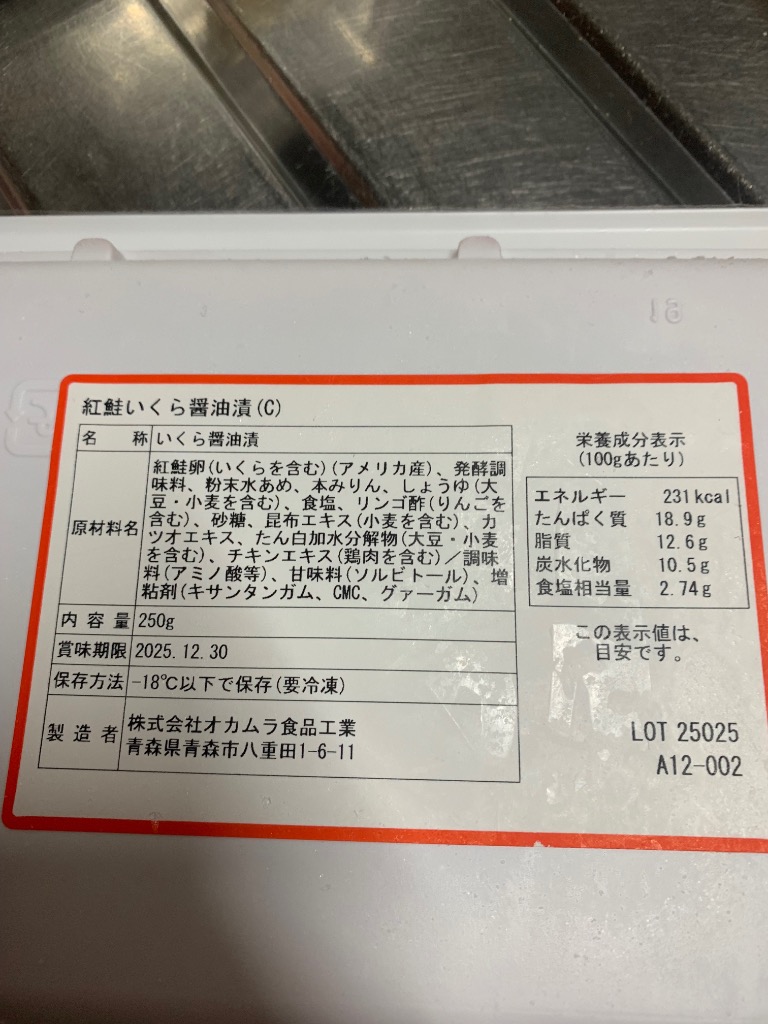 61
紅鮭いくら醤油漬(C)
名 称 いくら醤油漬
原材料名
紅鮭卵(いくらを含む)(アメリカ産)、発酵調
味料、粉末水あめ、本みりん、しょうゆ(大
豆・小麦を含む)、食塩、リンゴ酢(りんごを
含む)、砂糖、昆布エキス(小麦を含む)、カ
ツオエキス、たん白加水分解物(大豆・小麦
を含む)、チキンエキス(鶏肉を含む)／調味
料(アミノ酸等)、甘味料(ソルビトール)、増
粘剤(キサンタンガム、CMC、グァーガム)
内容量 250g
賞味期限 2025.12.30
保存方法 -18℃以下で保存(要冷凍)
製造者
株式会社オカムラ食品工業
青森県青森市八重田1-6-11
栄養成分表示
(100gあたり)
エネルギー 231kcal
たんぱく質 18.9g
脂質 12.6g
炭水化物 10.5g
食塩相当量 2.74g
この表示値は、
目安です。
LOT 25025
A12-002